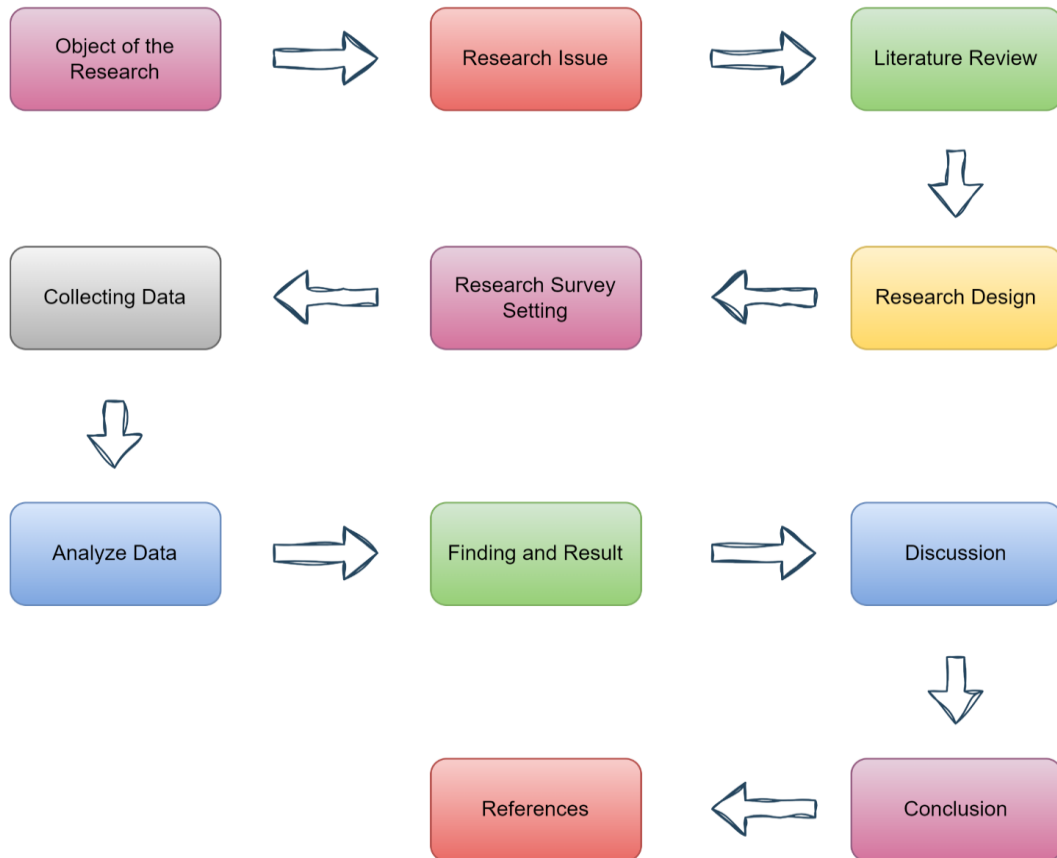 Object of the
Research
Research Issue
Literature Review
Research Design
Research Survey
Setting
Collecting Data
Analyze Data
Finding and Result
Discussion
Conclusion
References